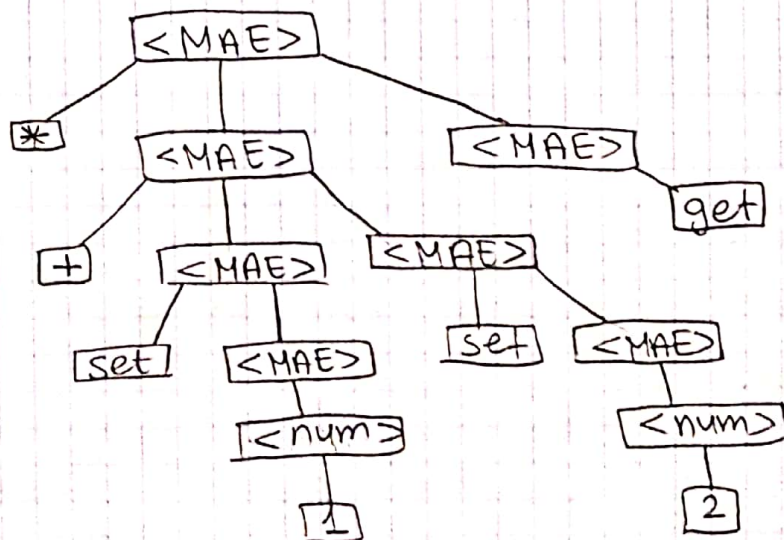 <MAE>
* <MAE> <MAE>
get
+ <MAE> <MAE>
set <MAE> set <MAE>
<num> <num>
1 2